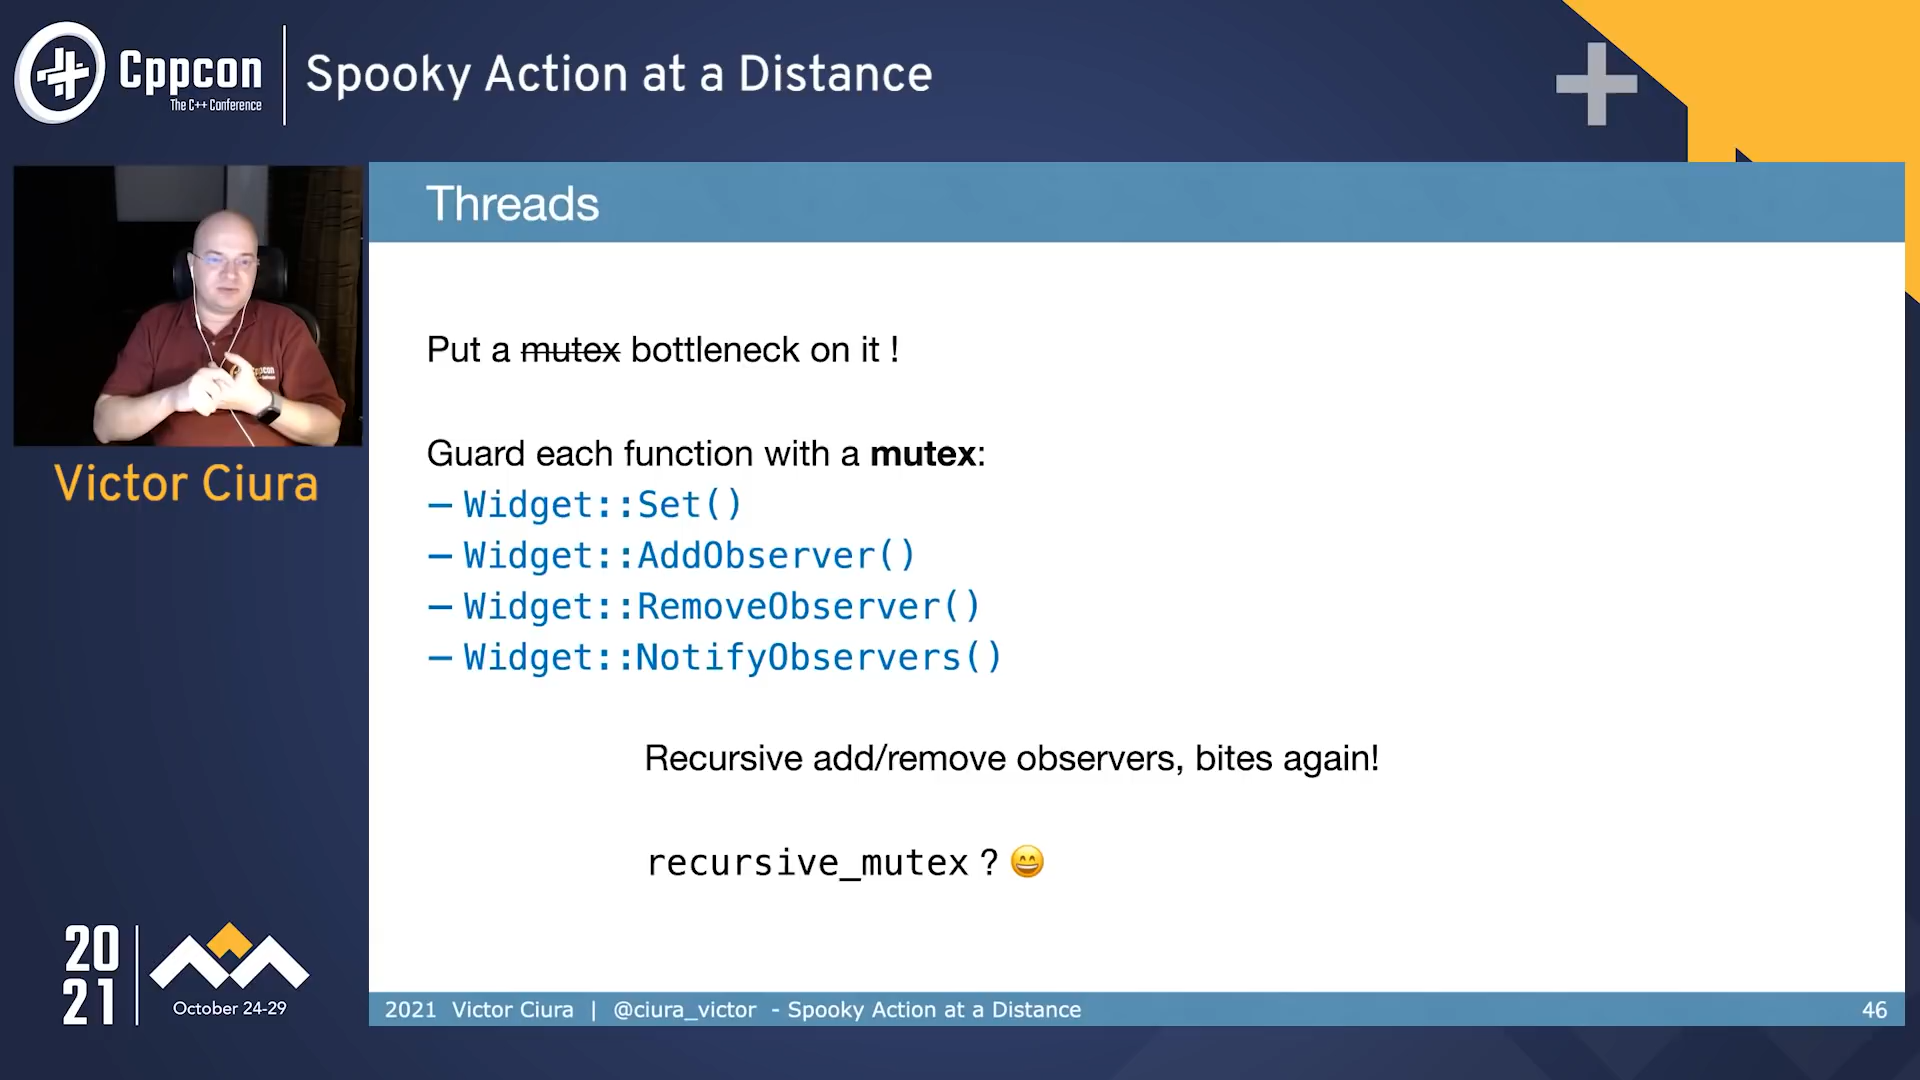 Cppcon
The C++ Conference
Spooky Action at a Distance
Victor Ciura
Threads
Put a mutex bottleneck on it !
Guard each function with a mutex:
– Widget::Set()
– Widget::AddObserver()
– Widget::RemoveObserver()
– Widget::NotifyObservers()
Recursive add/remove observers, bites again!
recursive_mutex ? 😄
20
21
October 24-29
2021 Victor Ciura | @ciura_victor - Spooky Action at a Distance
46